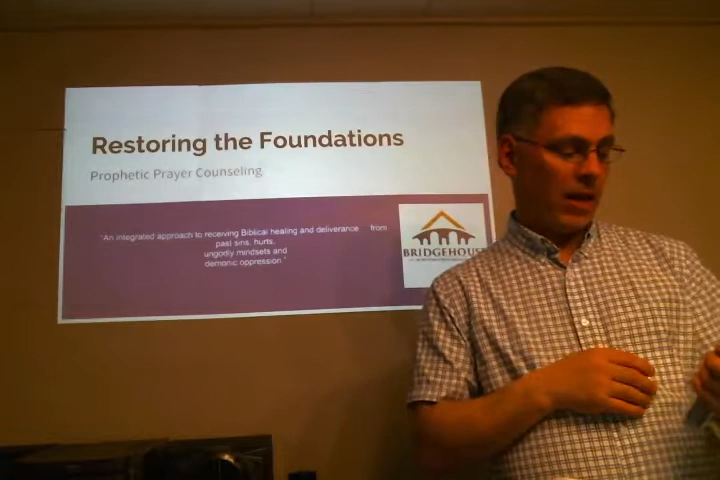 Restoring the Foundations
Prophetic Prayer Counseling
"An integrated approach to receiving Biblical healing and deliverance from
past sins, hurts,
ungodly mindsets and
demonic oppression."
BRIDGEHOUSE